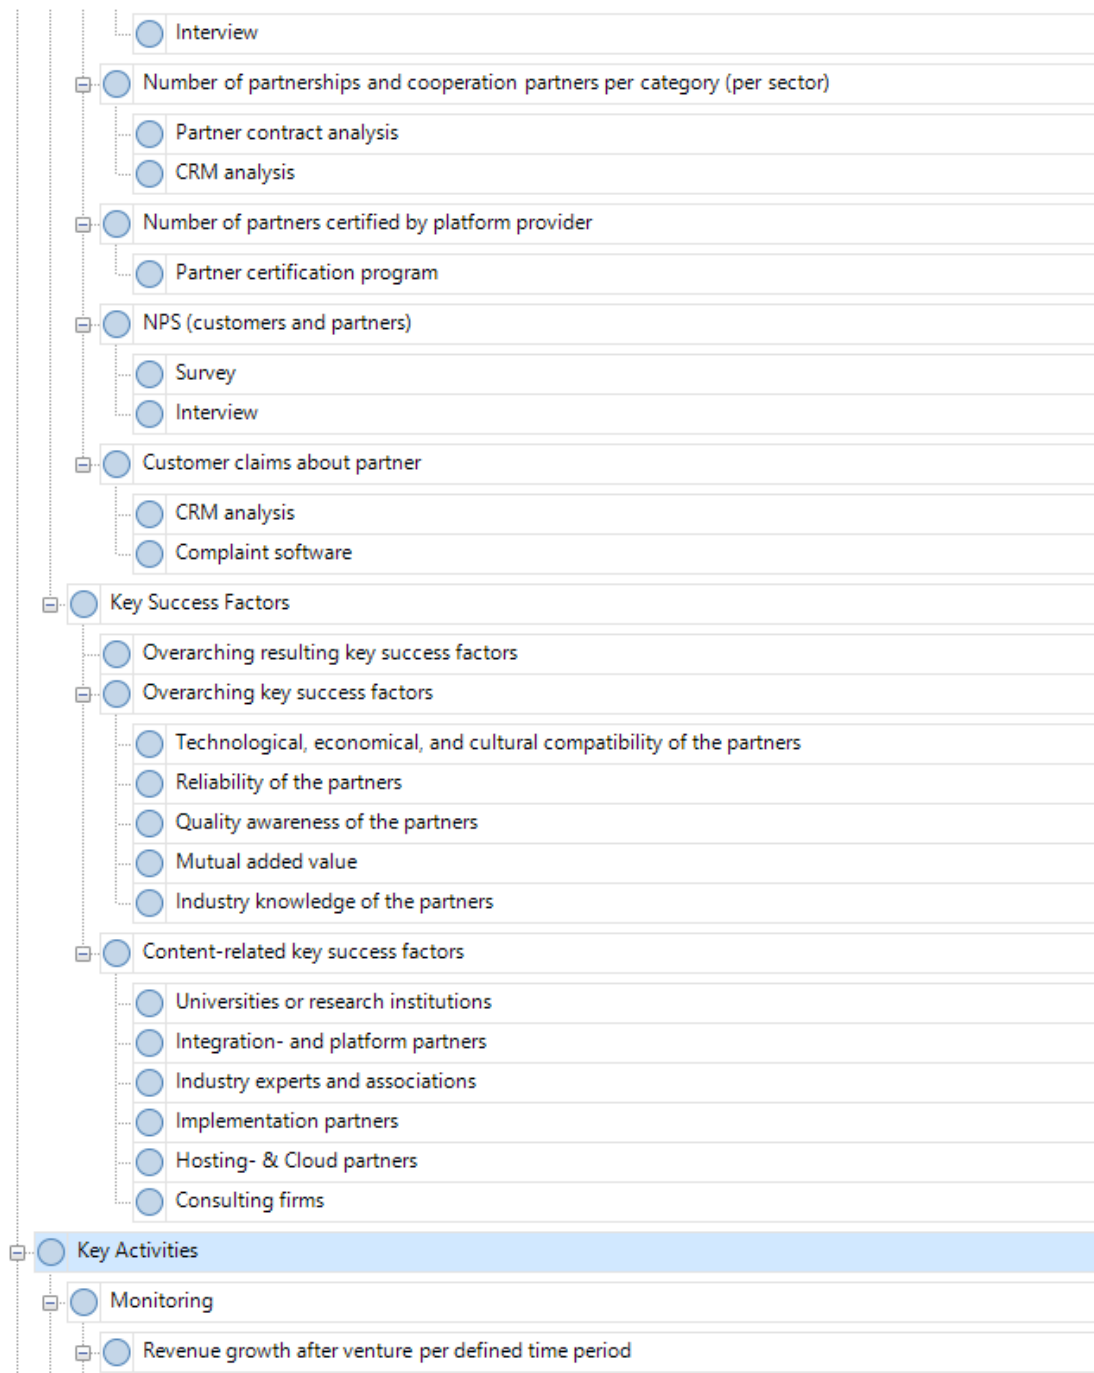 Interview
Number of partnerships and cooperation partners per category (per sector)
Partner contract analysis
CRM analysis
Number of partners certified by platform provider
Partner certification program
NPS (customers and partners)
Survey
Interview
Customer claims about partner
CRM analysis
Complaint software
Key Success Factors
Overarching resulting key success factors
Overarching key success factors
Technological, economical, and cultural compatibility of the partners
Reliability of the partners
Quality awareness of the partners
Mutual added value
Industry knowledge of the partners
Content-related key success factors
Universities or research institutions
Integration- and platform partners
Industry experts and associations
Implementation partners
Hosting- & Cloud partners
Consulting firms
Key Activities
Monitoring
Revenue growth after venture per defined time period